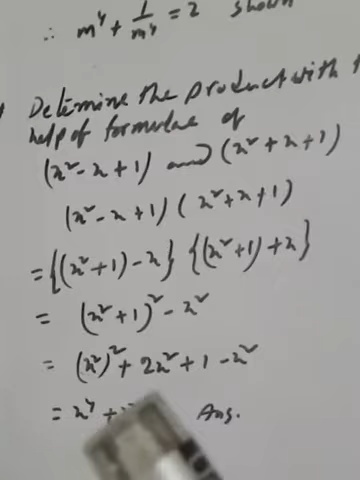 ∴ m⁴ + 1/m⁴ = 2 shown
Determine the product with
help of formulae of
(x² - x + 1) and (x² + x + 1)
(x² - x + 1) (x² + x + 1)
= {(x² + 1) - x} {(x² + 1) + x}
= (x² + 1)² - x²
= (x²)² + 2x² + 1 - x²
= x⁴ + Ans.